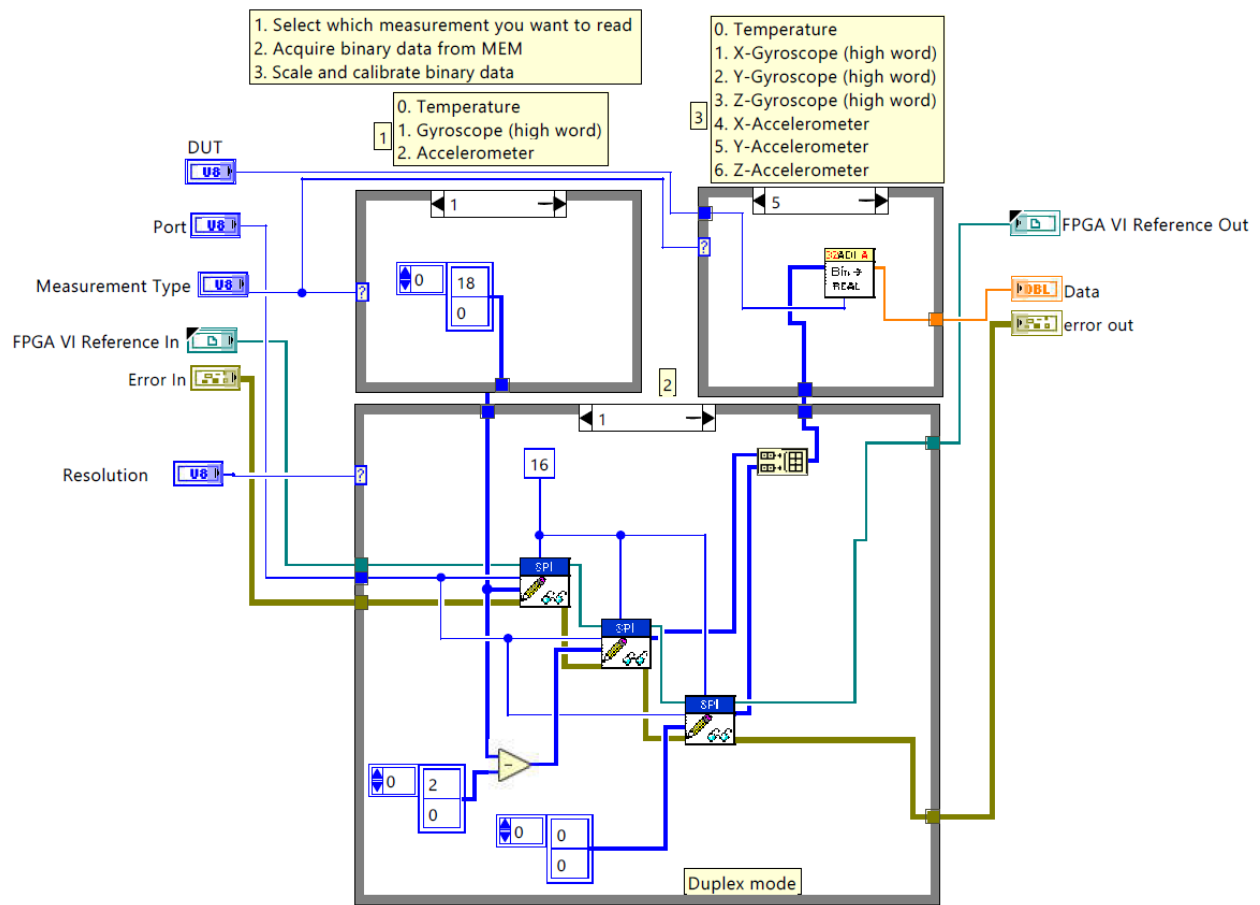 1. Select which measurement you want to read
2. Acquire binary data from MEM
3. Scale and calibrate binary data
0. Temperature
1. X-Gyroscope (high word)
2. Y-Gyroscope (high word)
3. Z-Gyroscope (high word)
4. X-Accelerometer
5. Y-Accelerometer
6. Z-Accelerometer
3
0. Temperature
1. Gyroscope (high word)
2. Accelerometer
1
DUT
U8
1
5
Port
U8
FPGA VI Reference Out
Bin→
REAL
Measurement Type
U8
0
18
0
DBL
Data
FPGA VI Reference In
error out
Error In
2
1
Resolution
U8
16
SPI
SPI
SPI
0
2
0
0
0
0
Duplex mode